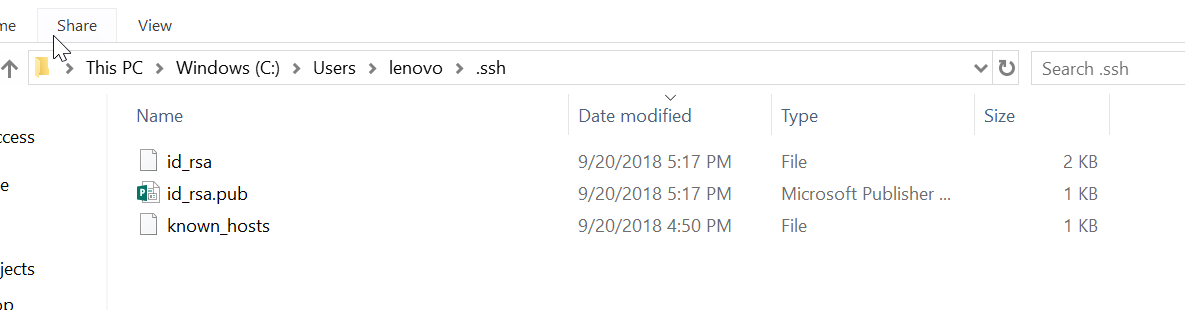 me Share View
This PC Windows (C:) Users lenovo .ssh Search .ssh
Name Date modified Type Size
ccess
id_rsa 9/20/2018 5:17 PM File 2 KB
e
id_rsa.pub 9/20/2018 5:17 PM Microsoft Publisher ... 1 KB
known_hosts 9/20/2018 4:50 PM File 1 KB
jects
op